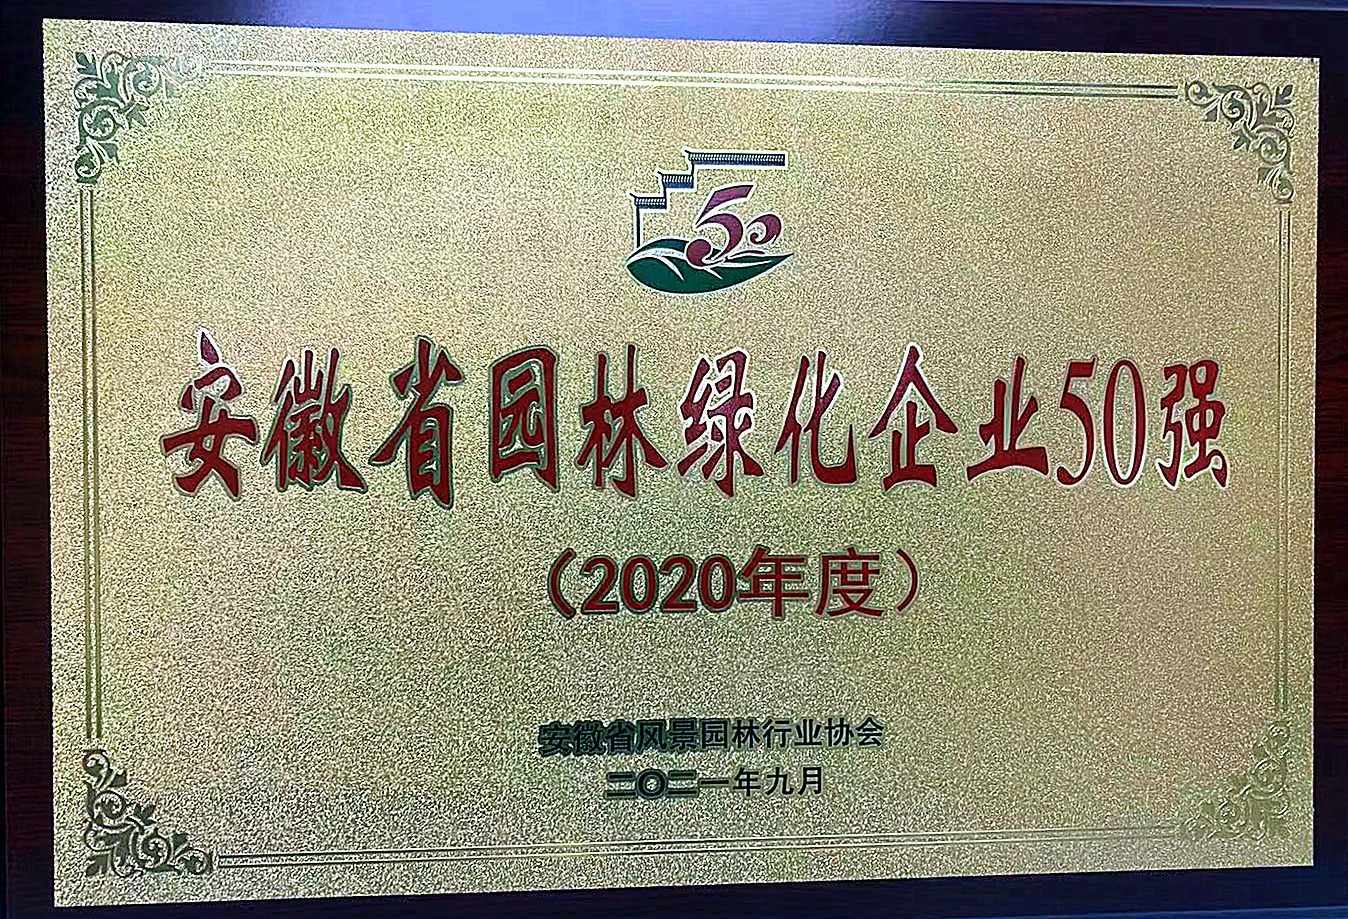 50
安徽省园林绿化企业50强
（2020年度）
安徽省风景园林行业协会
二〇二一年九月